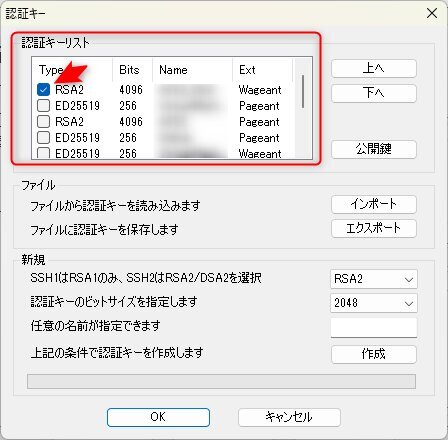 認証キー
認証キーリスト
Type Bits Name Ext
RSA2 4096 Wageant
ED25519 256 Pageant
RSA2 4096 Pageant
ED25519 256 Pageant
ED25519 256 Wageant
上へ
下へ
公開鍵
ファイル
ファイルから認証キーを読み込みます インポート
ファイルに認証キーを保存します エクスポート
新規
SSH1はRSA1のみ、SSH2はRSA2/DSA2を選択 RSA2
認証キーのビットサイズを指定します 2048
任意の名前が指定できます
上記の条件で認証キーを作成します 作成
OK キャンセル